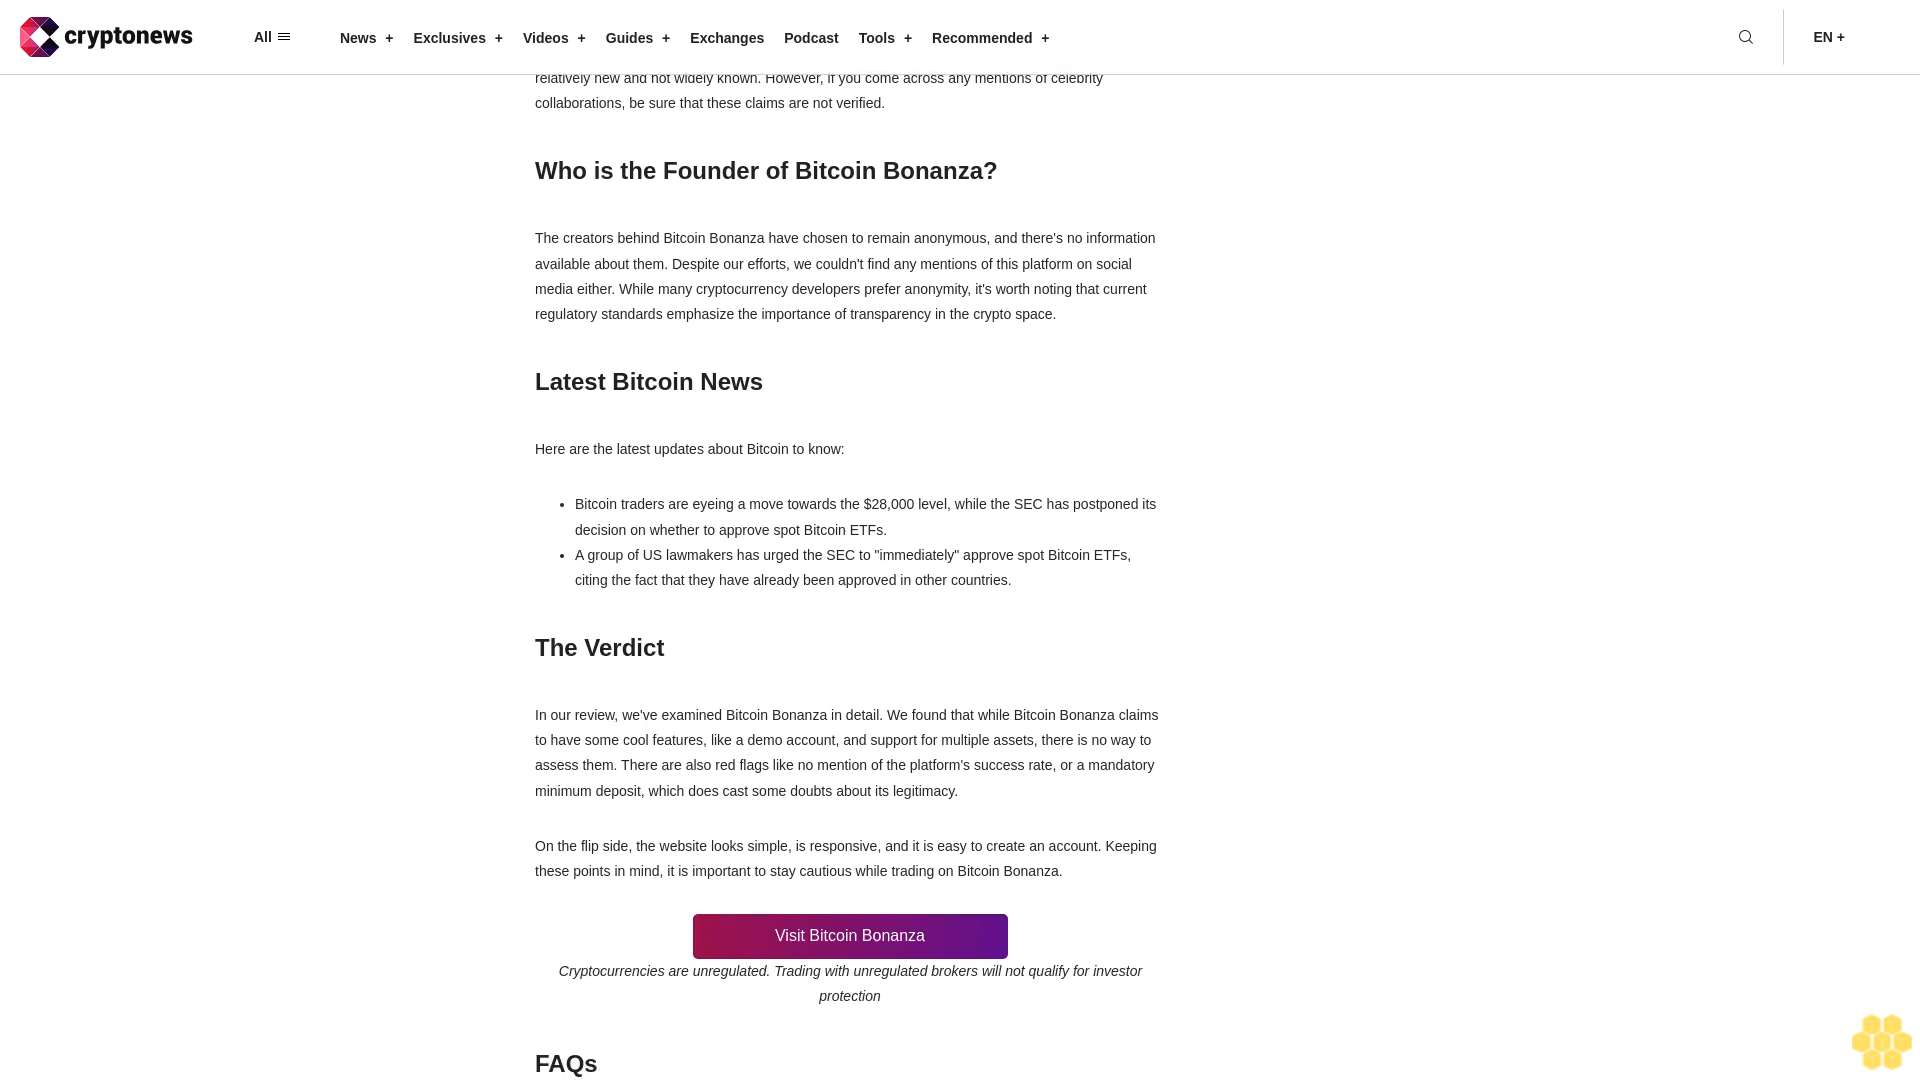 cryptonews
All
News +
Exclusives +
Videos +
Guides +
Exchanges
Podcast
Tools +
Recommended +
EN +
relatively new and not widely known. However, if you come across any mentions of celebrity
collaborations, be sure that these claims are not verified.
Who is the Founder of Bitcoin Bonanza?
The creators behind Bitcoin Bonanza have chosen to remain anonymous, and there's no information
available about them. Despite our efforts, we couldn't find any mentions of this platform on social
media either. While many cryptocurrency developers prefer anonymity, it's worth noting that current
regulatory standards emphasize the importance of transparency in the crypto space.
Latest Bitcoin News
Here are the latest updates about Bitcoin to know:
• Bitcoin traders are eyeing a move towards the $28,000 level, while the SEC has postponed its
decision on whether to approve spot Bitcoin ETFs.
• A group of US lawmakers has urged the SEC to "immediately" approve spot Bitcoin ETFs,
citing the fact that they have already been approved in other countries.
The Verdict
In our review, we've examined Bitcoin Bonanza in detail. We found that while Bitcoin Bonanza claims
to have some cool features, like a demo account, and support for multiple assets, there is no way to
assess them. There are also red flags like no mention of the platform's success rate, or a mandatory
minimum deposit, which does cast some doubts about its legitimacy.
On the flip side, the website looks simple, is responsive, and it is easy to create an account. Keeping
these points in mind, it is important to stay cautious while trading on Bitcoin Bonanza.
Visit Bitcoin Bonanza
Cryptocurrencies are unregulated. Trading with unregulated brokers will not qualify for investor
protection
FAQs